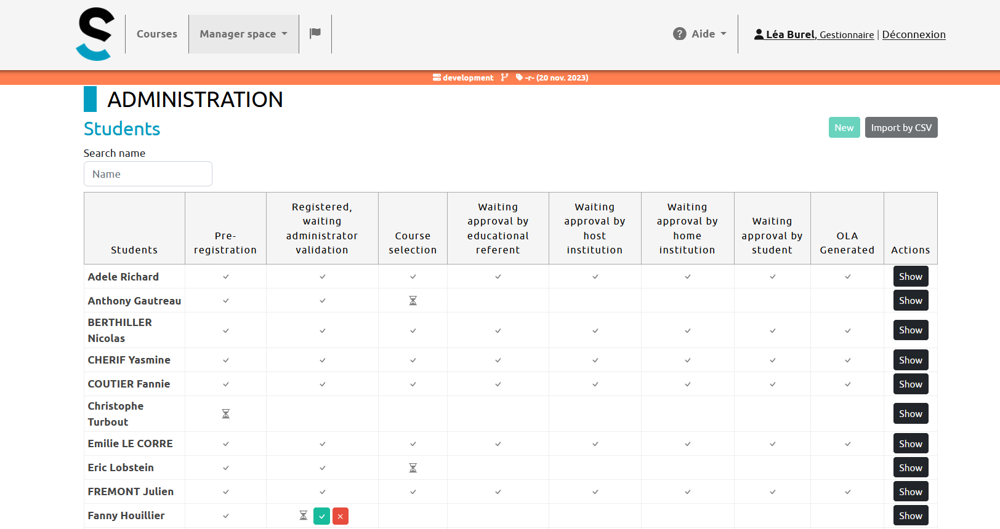 Courses
Manager space
Aide
Léa Burel, Gestionnaire | Déconnexion
development -r- (20 nov. 2023)
ADMINISTRATION
Students
New
Import by CSV
Search name
Name
Students
Pre-
registration
Registered,
waiting
administrator
validation
Course
selection
Waiting
approval by
educational
referent
Waiting
approval by
host
institution
Waiting
approval by
home
institution
Waiting
approval by
student
OLA
Generated
Actions
Adele Richard Show
Anthony Gautreau Show
BERTHILLER
Nicolas
Show
CHERIF Yasmine Show
COUTIER Fannie Show
Christophe
Turbout
Show
Emilie LE CORRE Show
Eric Lobstein Show
FREMONT Julien Show
Fanny Houillier Show